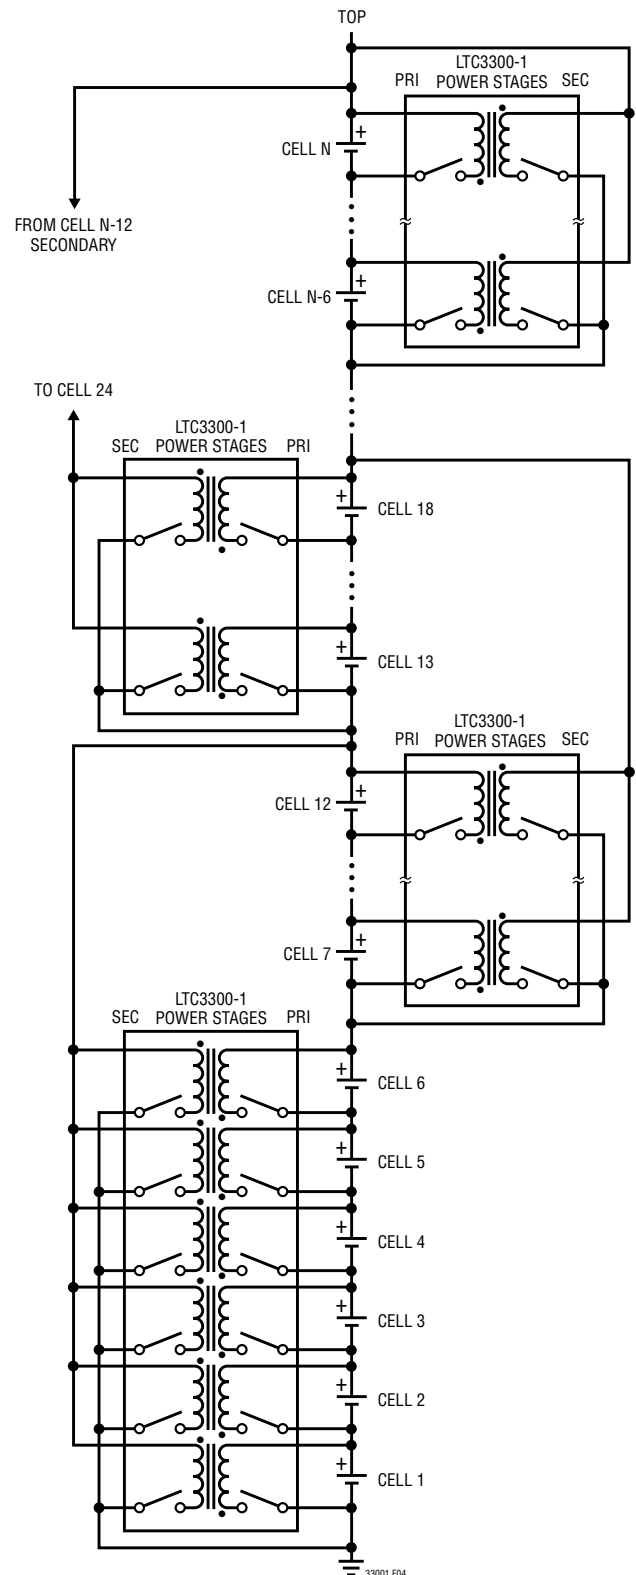 TOP
LTC3300-1
PRI POWER STAGES SEC
+
CELL N
FROM CELL N-12
SECONDARY
+
CELL N-6
TO CELL 24
LTC3300-1
SEC POWER STAGES PRI
+
CELL 18
+
CELL 13
LTC3300-1
PRI POWER STAGES SEC
+
CELL 12
+
CELL 7
LTC3300-1
SEC POWER STAGES PRI
+
CELL 6
+
CELL 5
+
CELL 4
+
CELL 3
+
CELL 2
+
CELL 1
33001 F04